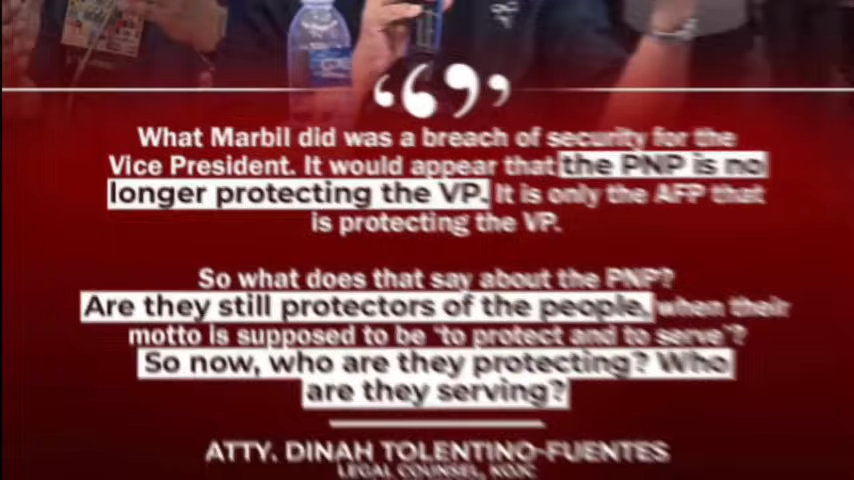 What Marbil did was a breach of security for the
Vice President. It would appear that the PNP is no
longer protecting the VP. It is only the AFP that
is protecting the VP.
So what does that say about the PNP?
Are they still protectors of the people, when their
motto is supposed to be 'to protect and to serve'?
So now, who are they protecting? Who
are they serving?
ATTY. DINAH TOLENTINO-FUENTES
LEGAL COUNSEL, KOJC